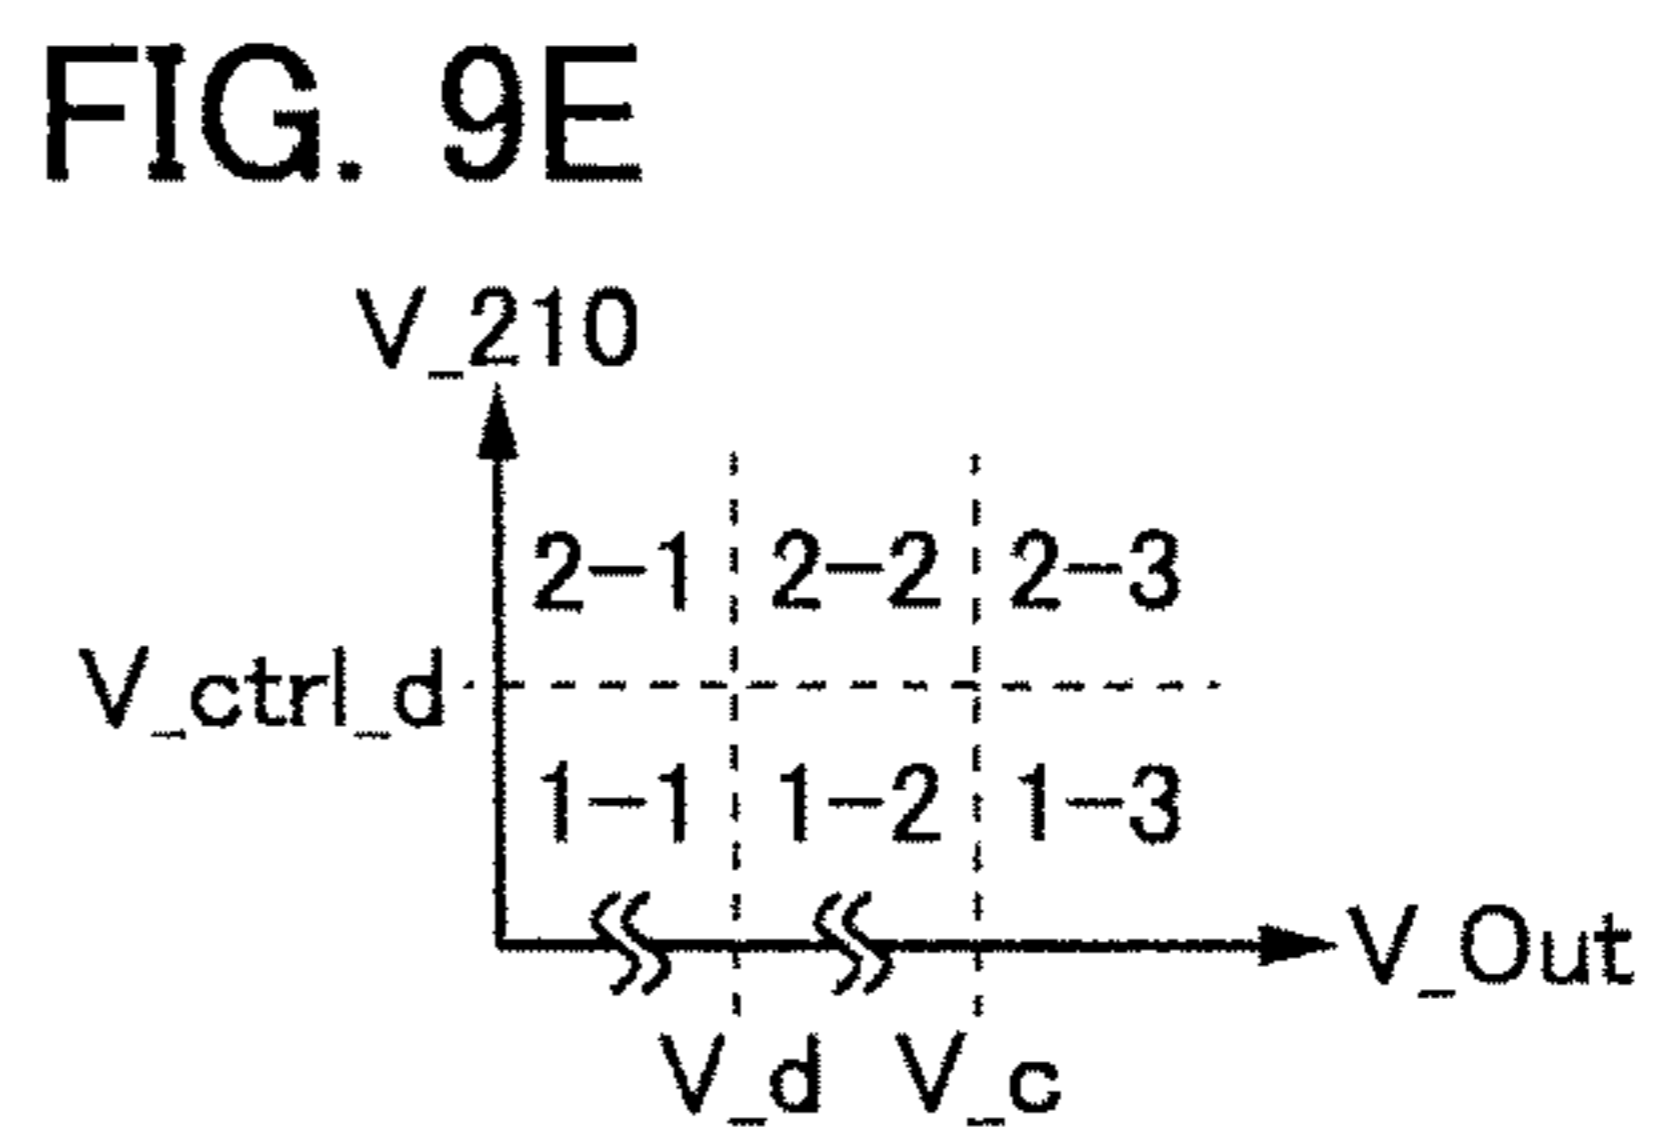 FIG. 9E
V_210
2-1 2-2 2-3
V_ctrl_d
1-1 1-2 1-3
V_Out
V_d V_c